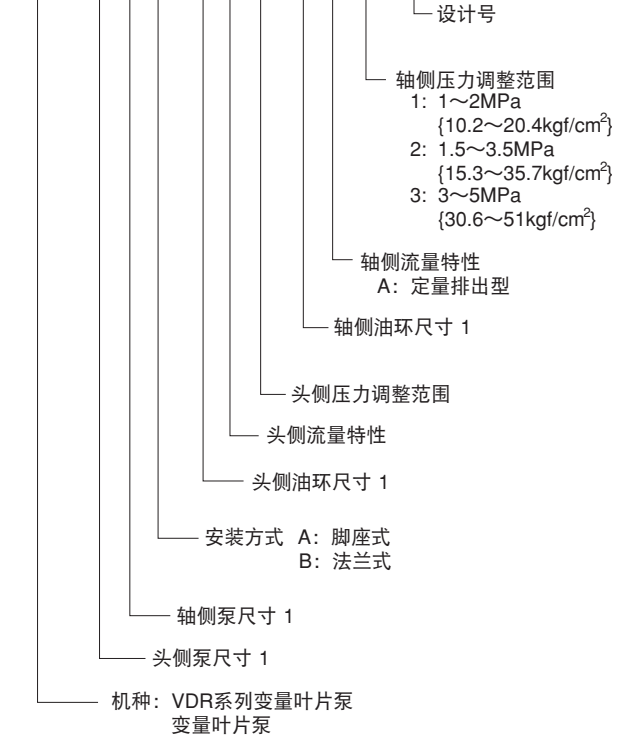 设计号
轴侧压力调整范围
1: 1～2MPa
{10.2～20.4kgf/cm²}
2: 1.5～3.5MPa
{15.3～35.7kgf/cm²}
3: 3～5MPa
{30.6～51kgf/cm²}
轴侧流量特性
A：定量排出型
轴侧油环尺寸 1
头侧压力调整范围
头侧流量特性
头侧油环尺寸 1
安装方式 A：脚座式
B：法兰式
轴侧泵尺寸 1
头侧泵尺寸 1
机种：VDR系列变量叶片泵
变量叶片泵